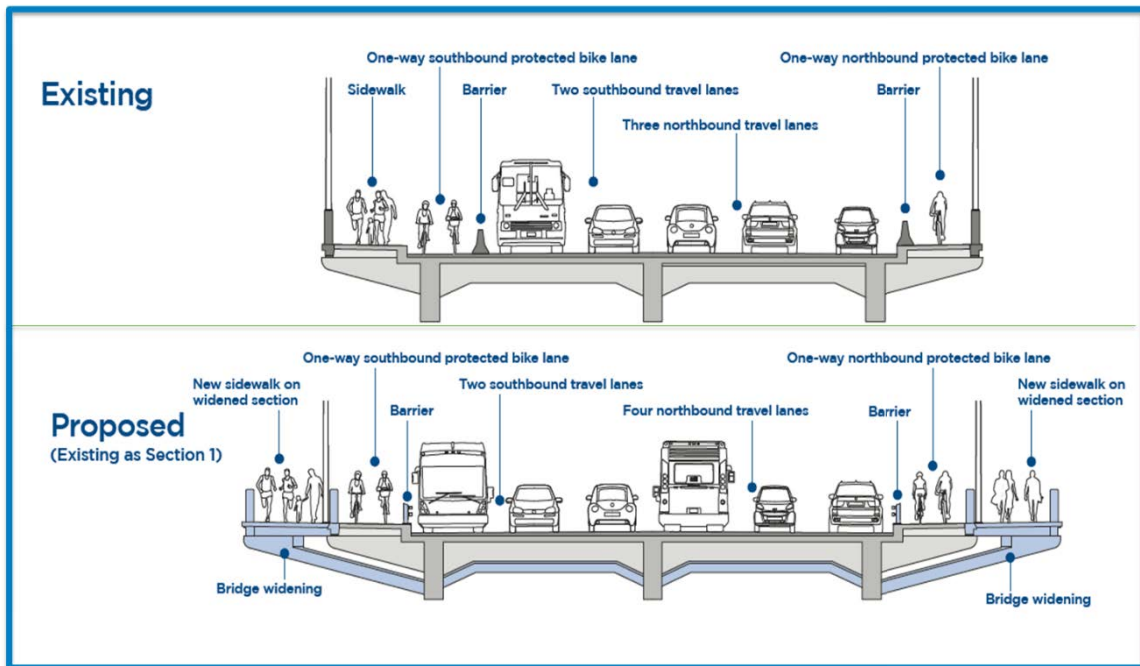 Existing
One-way southbound protected bike lane
One-way northbound protected bike lane
Sidewalk
Barrier
Two southbound travel lanes
Barrier
Three northbound travel lanes
Proposed
(Existing as Section 1)
One-way southbound protected bike lane
One-way northbound protected bike lane
New sidewalk on
widened section
Two southbound travel lanes
New sidewalk on
widened section
Barrier
Four northbound travel lanes
Barrier
Bridge widening
Bridge widening